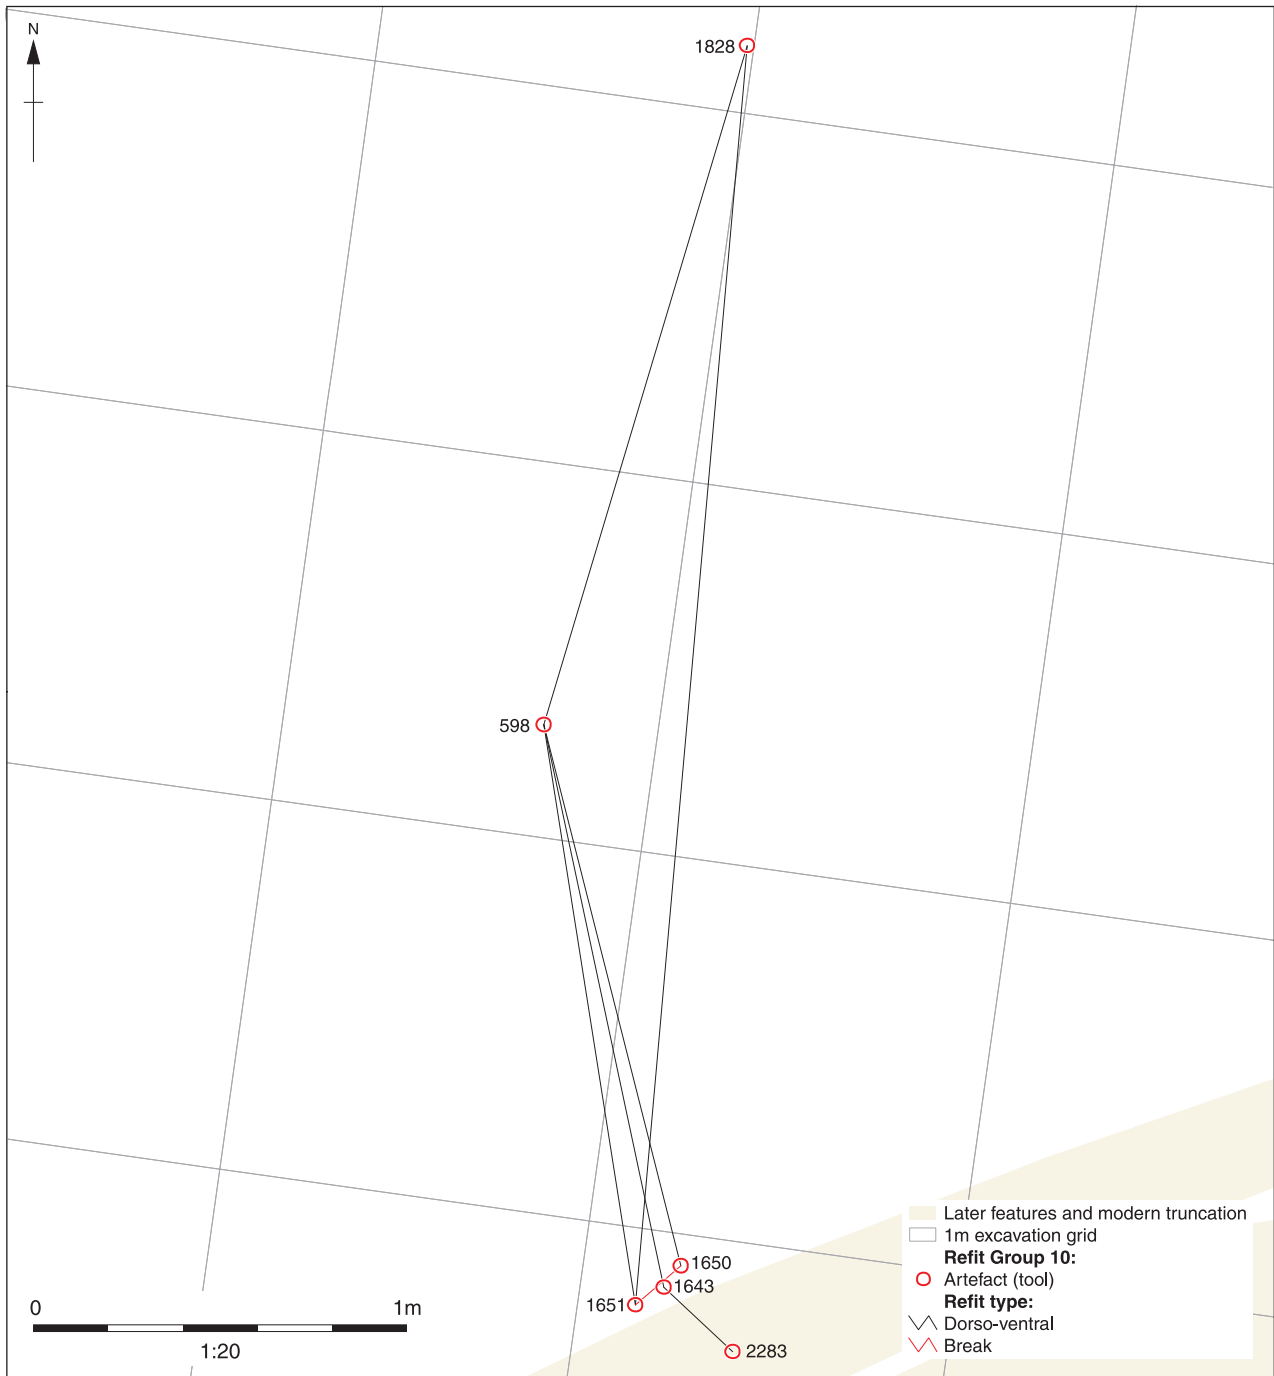 N
1828
598
1650
1643
1651
2283
0 1m
1:20
Later features and modern truncation
1m excavation grid
Refit Group 10:
Artefact (tool)
Refit type:
Dorso-ventral
Break